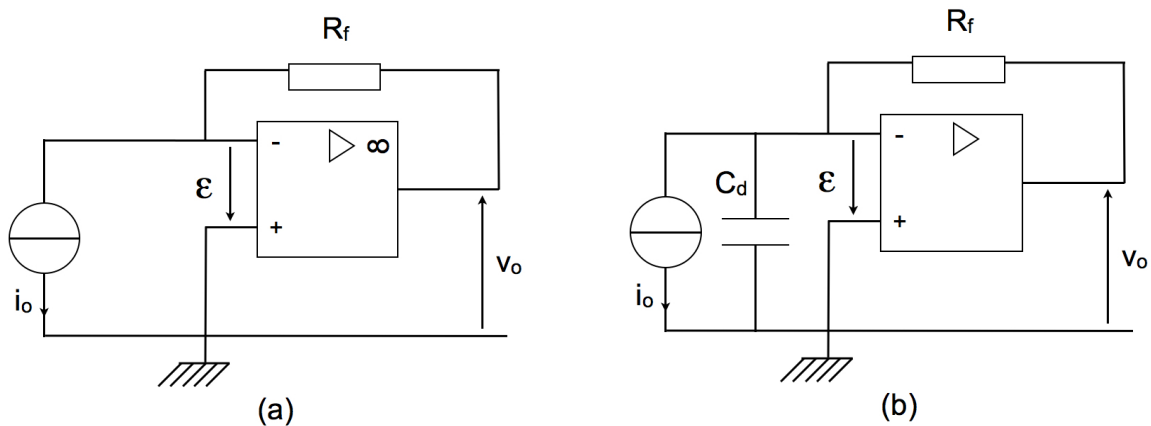 Rf
- ∞
ε
+
io
vo
(a)
Rf
-
Cd
ε
+
io
vo
(b)